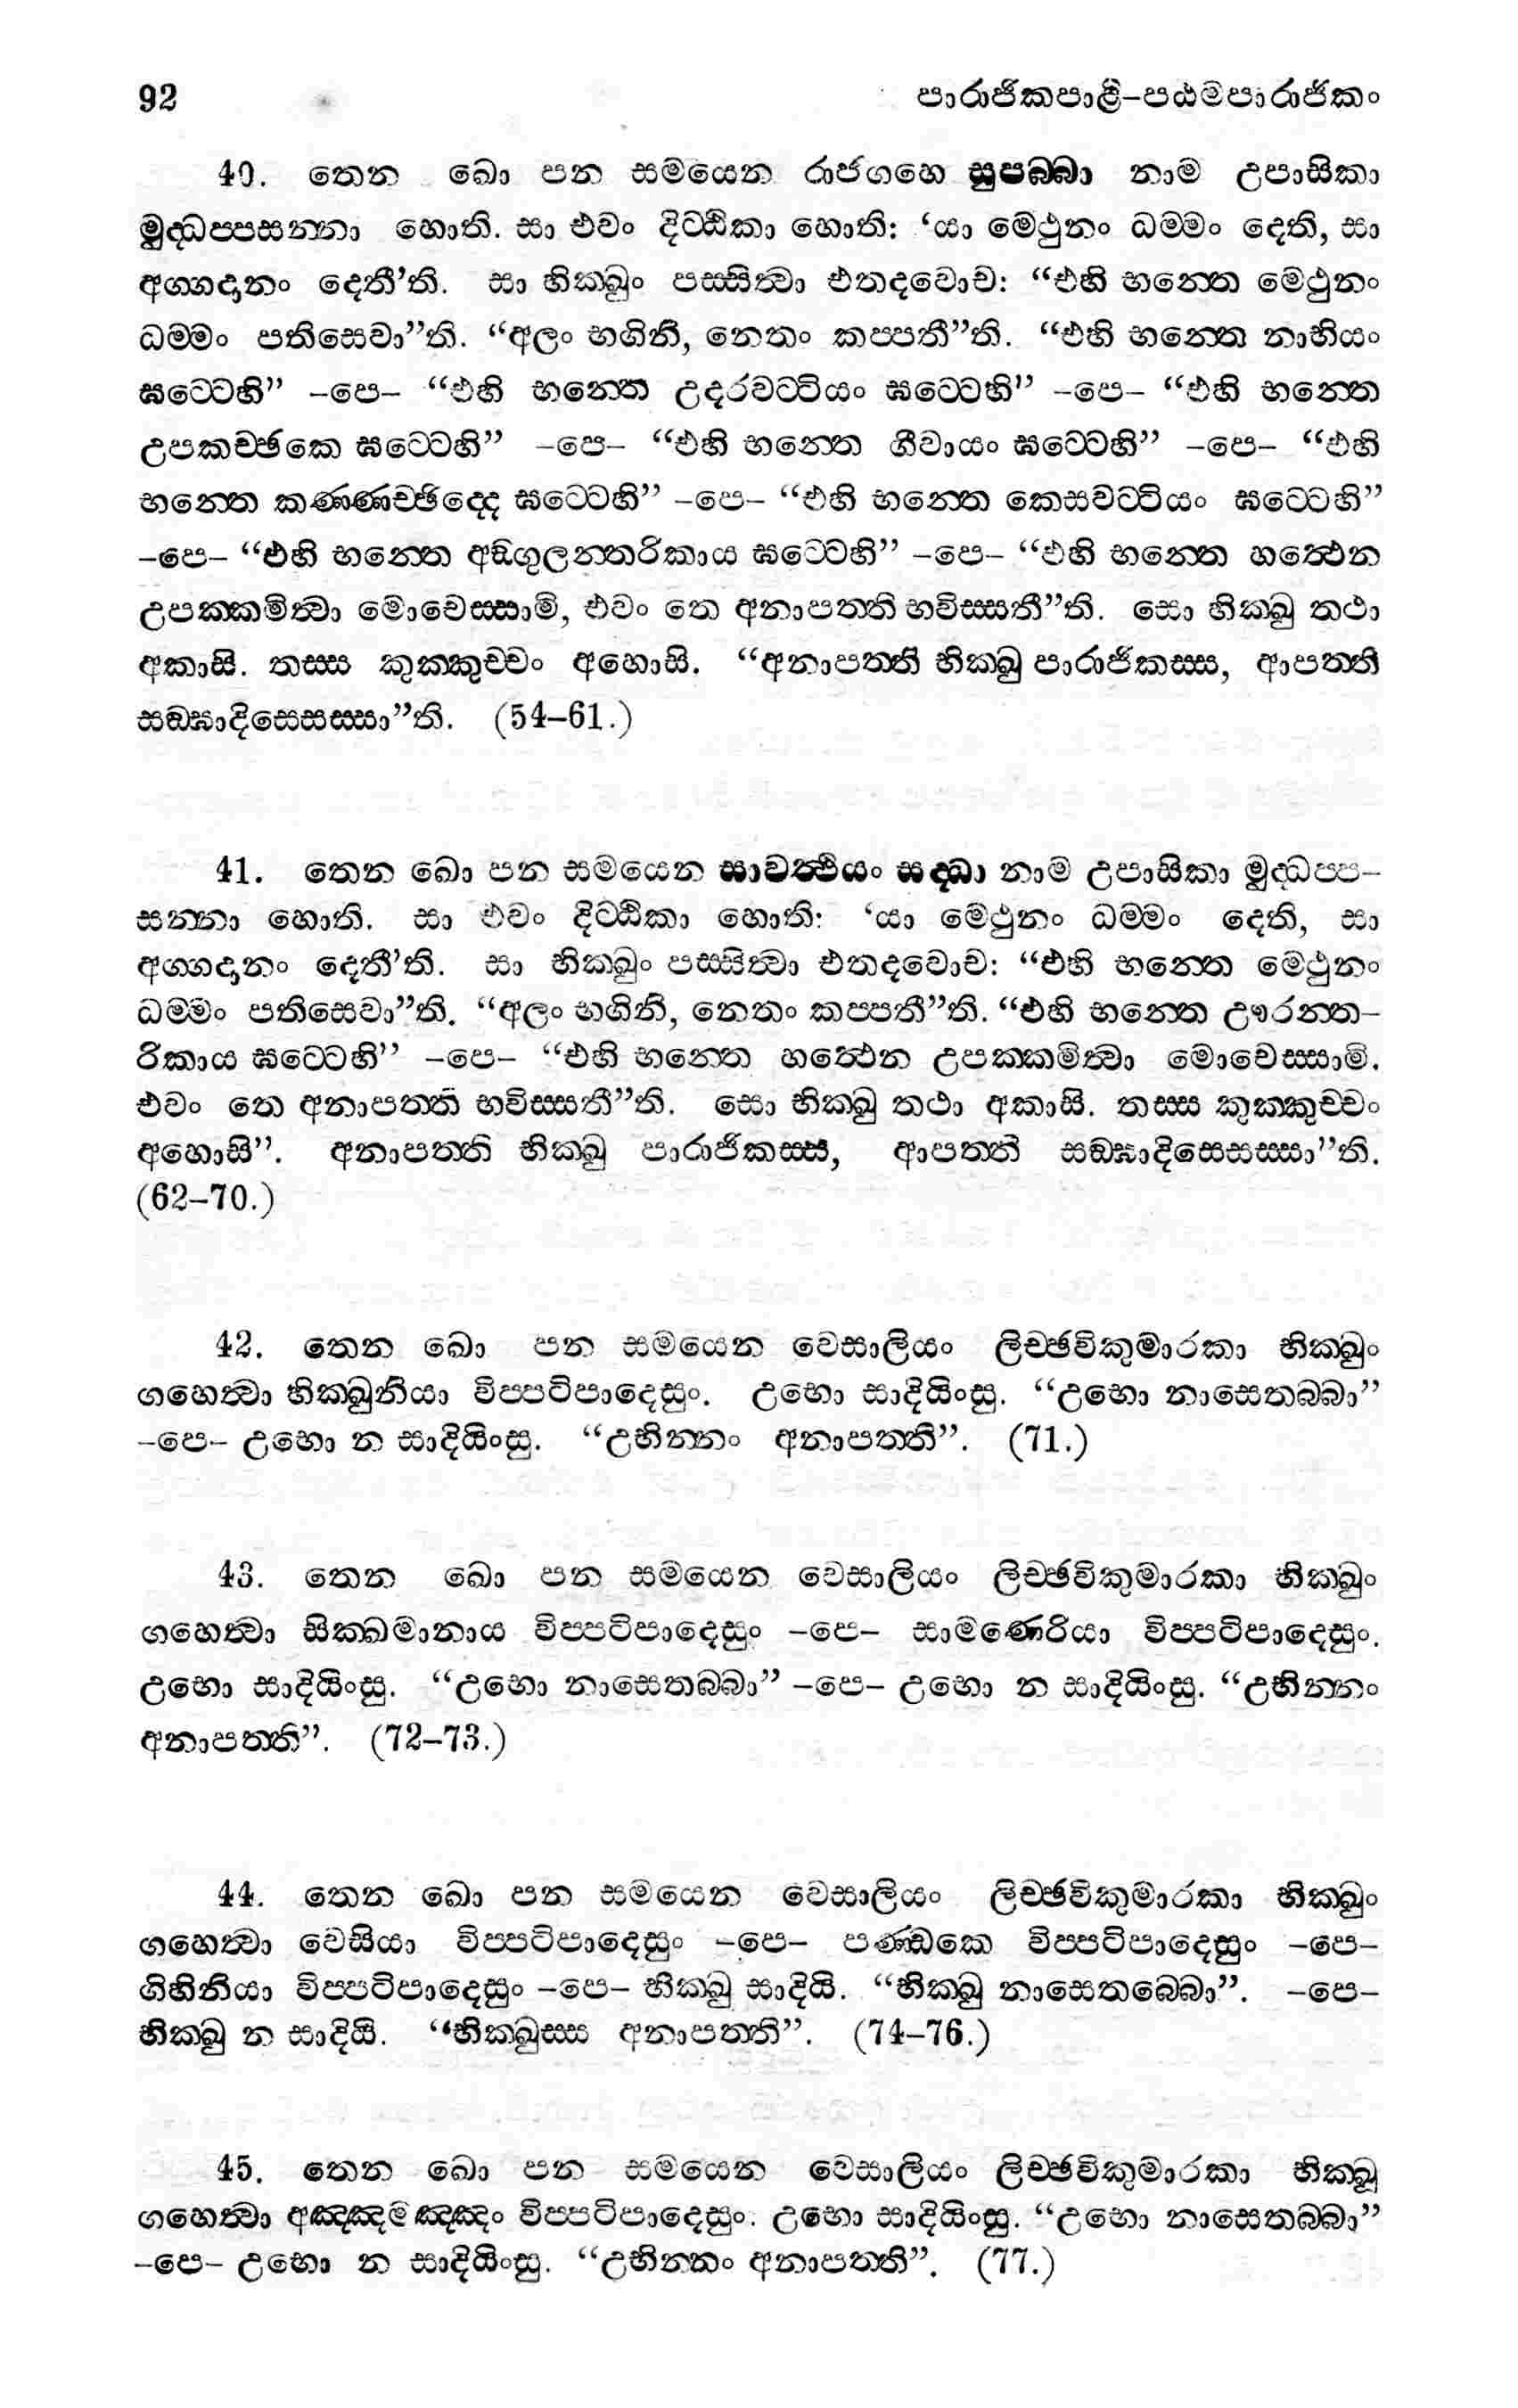 92 පාරාජිකපාළි–පඨමපාරාජිකං
40. තෙන ඛො පන සමයෙන රාජගහෙ සුපබ්බා නාම උපාසිකා
මුද්ධප්පසන්නා හොති. සා එවං දිට්ඨිකා හොති: ‘යා මෙථුනං ධම්මං දෙති, සා
අග්ගදානං දෙතී’ති. සා භික්ඛුං පස්සිත්වා එතදවොච: “එහි භන්තෙ මෙථුනං
ධම්මං පතිසෙවා”ති. “අලං භගිනි, නෙතං කප්පතී”ති. “එහි භන්තෙ නාභියං
ඝට්ටෙහි” –පෙ– “එහි භන්තෙ උදරවට්ටියං ඝට්ටෙහි” –පෙ– “එහි භන්තෙ
උපකච්ඡකෙ ඝට්ටෙහි” –පෙ– “එහි භන්තෙ ගීවායං ඝට්ටෙහි” –පෙ– “එහි
භන්තෙ කණ්ණච්ඡිද්දෙ ඝට්ටෙහි” –පෙ– “එහි භන්තෙ කෙසවට්ටියං ඝට්ටෙහි”
–පෙ– “එහි භන්තෙ අඞ්ගුලන්තරිකාය ඝට්ටෙහි” –පෙ– “එහි භන්තෙ හත්ථෙන
උපක්කමිත්වා මොචෙස්සාමි, එවං තෙ අනාපත්ති භවිස්සතී”ති. සො භික්ඛු තථා
අකාසි. තස්ස කුක්කුච්චං අහොසි. “අනාපත්ති භික්ඛු පාරාජිකස්ස, ආපත්ති
සඞ්ඝාදිසෙසස්සා”ති. (54–61.)
41. තෙන ඛො පන සමයෙන සාවත්ථියං සද්ධා නාම උපාසිකා මුද්ධප්ප–
සන්නා හොති. සා එවං දිට්ඨිකා හොති: ‘යා මෙථුනං ධම්මං දෙති, සා
අග්ගදානං දෙතී’ති. සා භික්ඛුං පස්සිත්වා එතදවොච: “එහි භන්තෙ මෙථුනං
ධම්මං පතිසෙවා”ති. “අලං භගිනි, නෙතං කප්පතී”ති. “එහි භන්තෙ ඌරන්ත–
රිකාය ඝට්ටෙහි” –පෙ– “එහි භන්තෙ හත්ථෙන උපක්කමිත්වා මොචෙස්සාමි.
එවං තෙ අනාපත්ති භවිස්සතී”ති. සො භික්ඛු තථා අකාසි. තස්ස කුක්කුච්චං
අහොසි”. අනාපත්ති භික්ඛු පාරාජිකස්ස, ආපත්ති සඞ්ඝාදිසෙසස්සා”ති.
(62–70.)
42. තෙන ඛො පන සමයෙන වෙසාලියං ලිච්ඡවිකුමාරකා භික්ඛුං
ගහෙත්වා භික්ඛුනියා විප්පටිපාදෙසුං. උභො සාදියිංසු. “උභො නාසෙතබ්බා”
–පෙ– උභො න සාදියිංසු. “උභින්නං අනාපත්ති”. (71.)
43. තෙන ඛො පන සමයෙන වෙසාලියං ලිච්ඡවිකුමාරකා භික්ඛුං
ගහෙත්වා සික්ඛමානාය විප්පටිපාදෙසුං –පෙ– සාමණෙරියා විප්පටිපාදෙසුං.
උභො සාදියිංසු. “උභො නාසෙතබ්බා” –පෙ– උභො න සාදියිංසු. “උභින්නං
අනාපත්ති”. (72–73.)
44. තෙන ඛො පන සමයෙන වෙසාලියං ලිච්ඡවිකුමාරකා භික්ඛුං
ගහෙත්වා වෙසියා විප්පටිපාදෙසුං –පෙ– පණ්ඩකෙ විප්පටිපාදෙසුං –පෙ–
ගිහිනියා විප්පටිපාදෙසුං –පෙ– භික්ඛු සාදියි. “භික්ඛු නාසෙතබ්බො”. –පෙ–
භික්ඛු න සාදියි. “භික්ඛුස්ස අනාපත්ති”. (74–76.)
45. තෙන ඛො පන සමයෙන වෙසාලියං ලිච්ඡවිකුමාරකා භික්ඛූ
ගහෙත්වා අඤ්ඤමඤ්ඤං විප්පටිපාදෙසුං. උභො සාදියිංසු. “උභො නාසෙතබ්බා”
–පෙ– උභො න සාදියිංසු. “උභින්නං අනාපත්ති”. (77.)